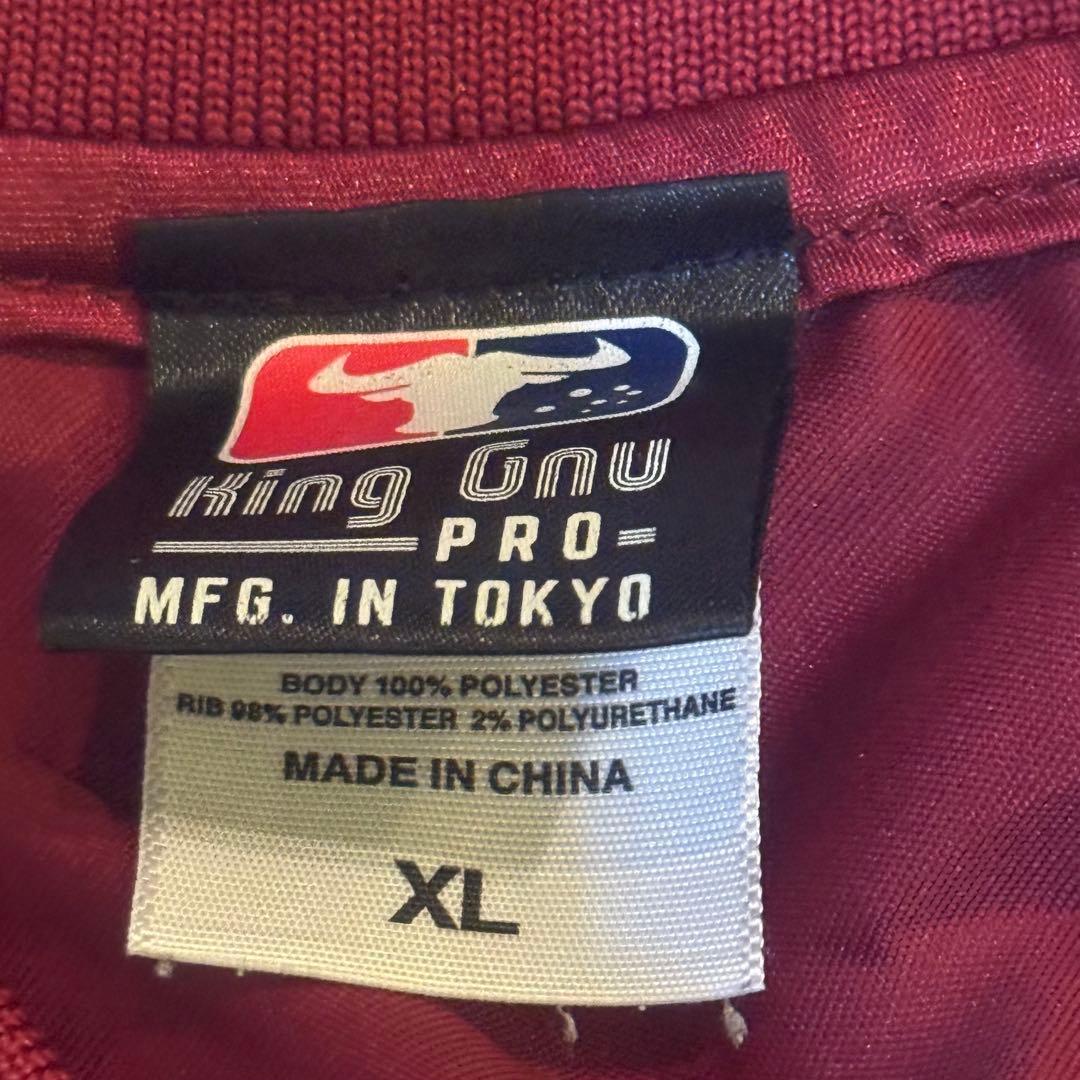 King Gnu
PRO
MFG. IN TOKYO
BODY 100% POLYESTER
RIB 98% POLYESTER 2% POLYURETHANE
MADE IN CHINA
XL